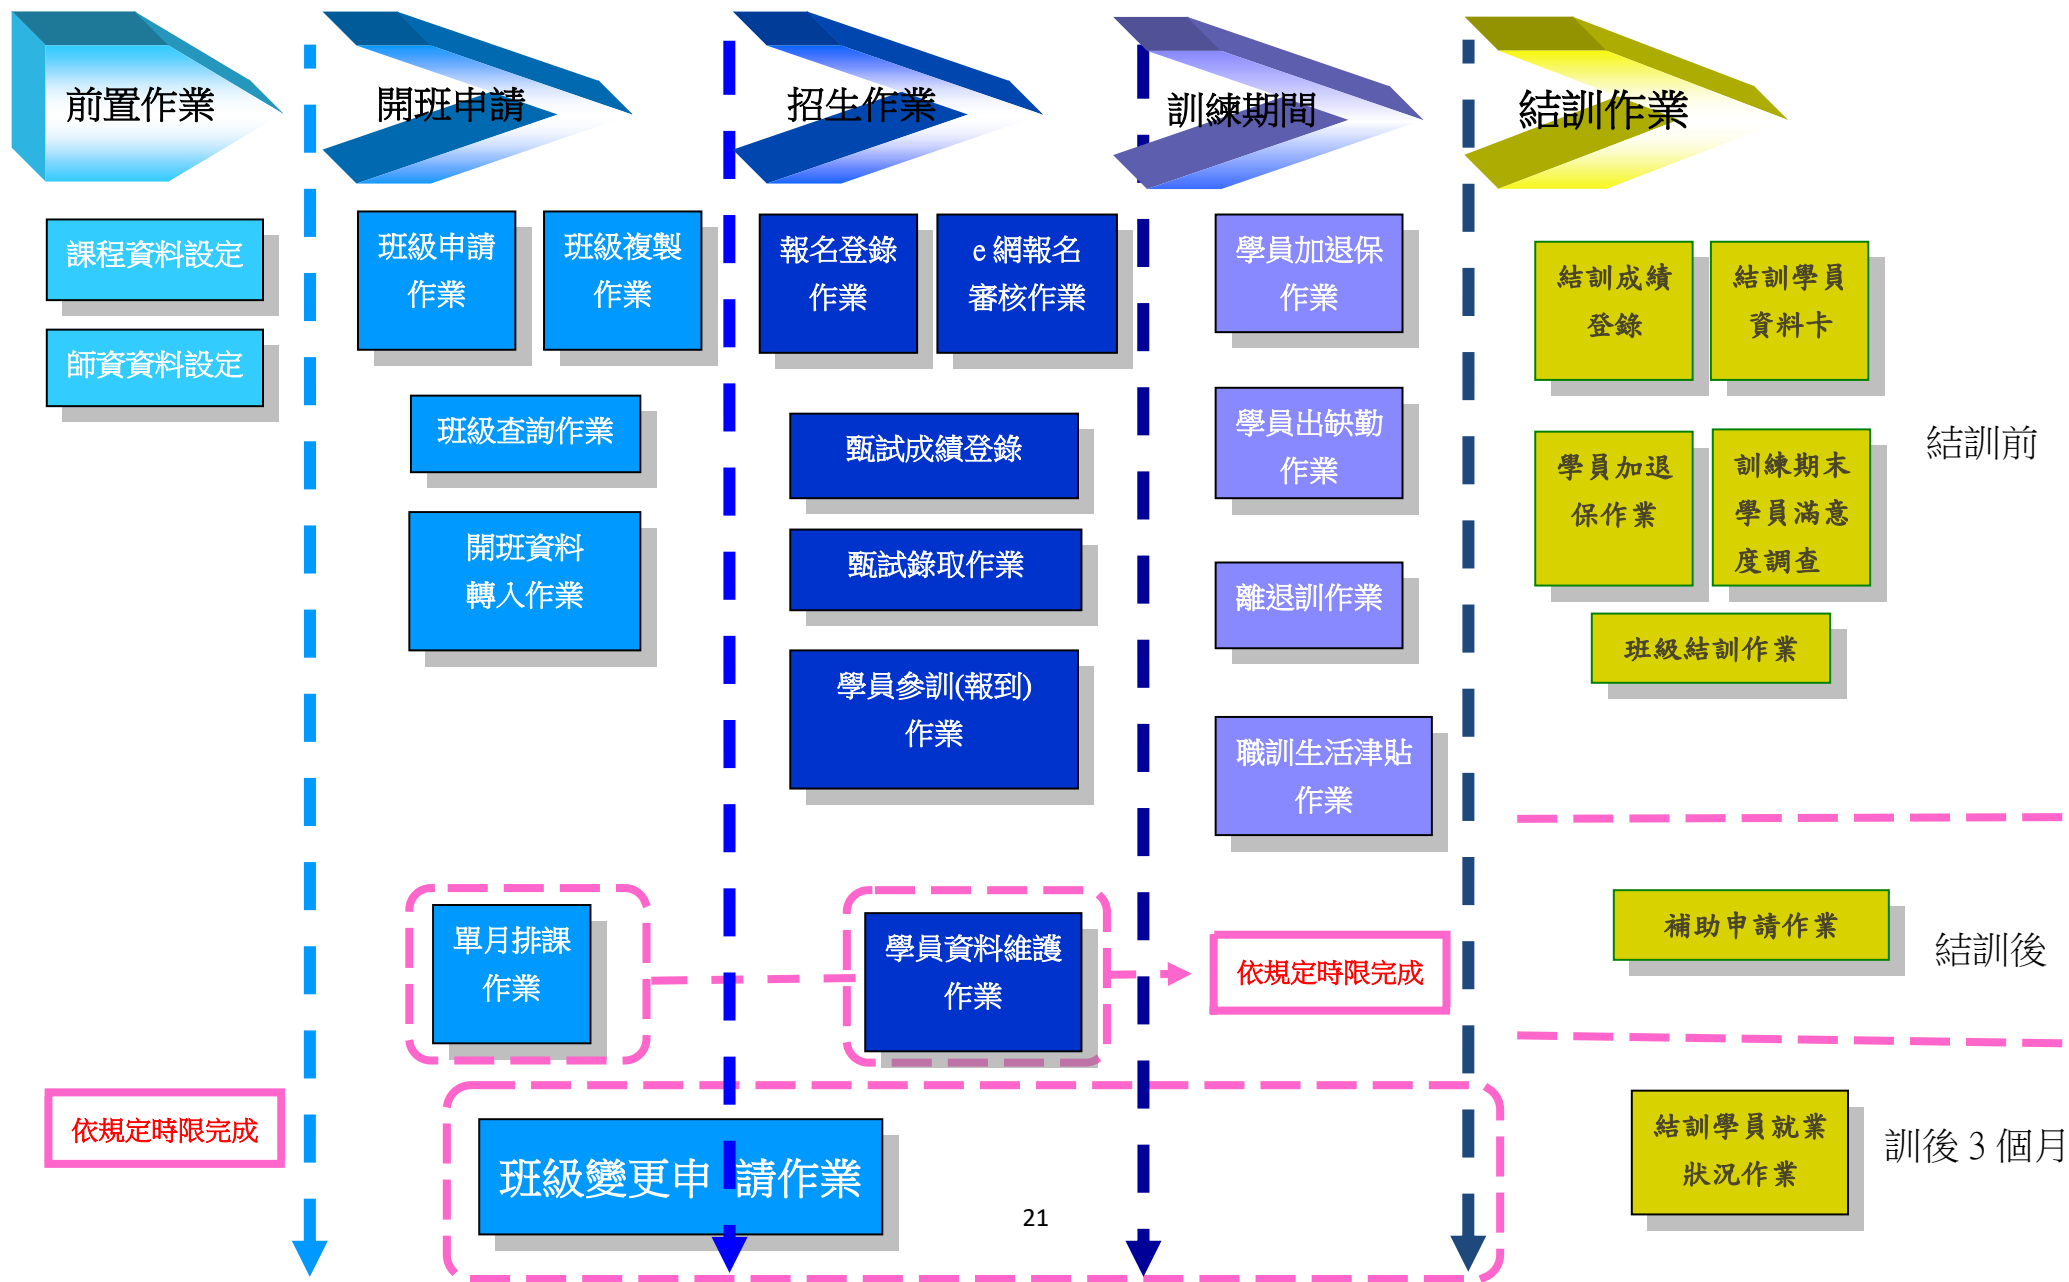 前置作業
開班申請
招生作業
訓練期間
結訓作業
課程資料設定
師資資料設定
班級申請
作業
班級複製
作業
班級查詢作業
開班資料
轉入作業
報名登錄
作業
e 網報名
審核作業
甄試成績登錄
甄試錄取作業
學員參訓(報到)
作業
學員加退保
作業
學員出缺勤
作業
離退訓作業
職訓生活津貼
作業
結訓成績
登錄
結訓學員
資料卡
學員加退
保作業
訓練期末
學員滿意
度調查
班級結訓作業
結訓前
單月排課
作業
學員資料維護
作業
依規定時限完成
補助申請作業
結訓後
依規定時限完成
班級變更申 請作業
結訓學員就業
狀況作業
訓後 3 個月
21